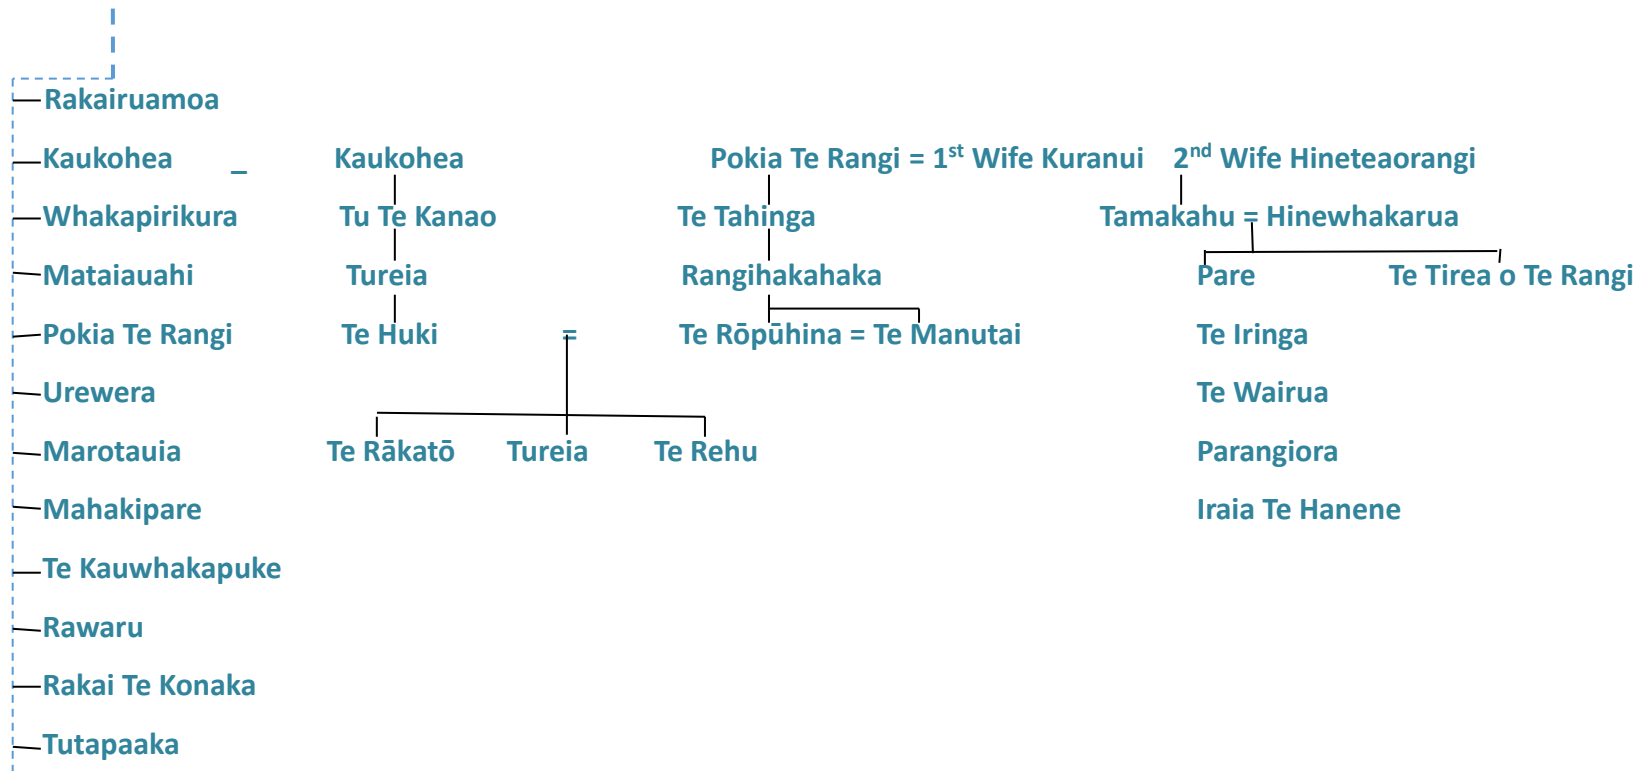 Rakairuamoa
Kaukohea _ Kaukohea Pokia Te Rangi = 1st Wife Kuranui 2nd Wife Hineteaorangi
Whakapirikura Tu Te Kanao Te Tahinga Tamakahu = Hinewhakarua
Mataiauahi Tureia Rangihakahaka Pare Te Tirea o Te Rangi
Pokia Te Rangi Te Huki = Te Rōpūhina = Te Manutai Te Iringa
Urewera Te Wairua
Marotauia Te Rākatō Tureia Te Rehu Parangiora
Mahakipare Iraia Te Hanene
Te Kauwhakapuke
Rawaru
Rakai Te Konaka
Tutapaaka